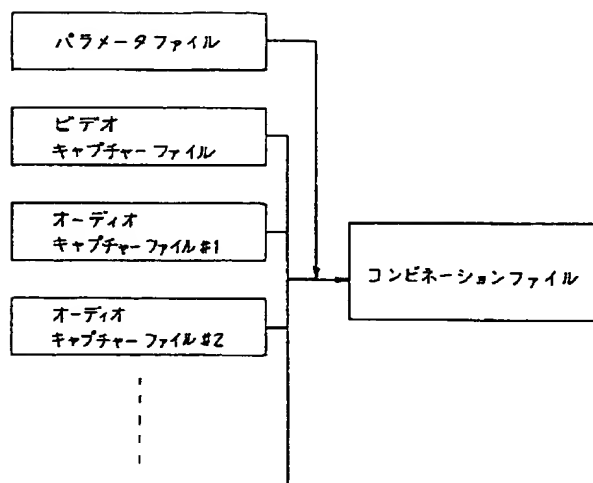 パラメータファイル
ビデオ
キャプチャーファイル
オーディオ
キャプチャーファイル#1
オーディオ
キャプチャーファイル#2
コンビネーションファイル